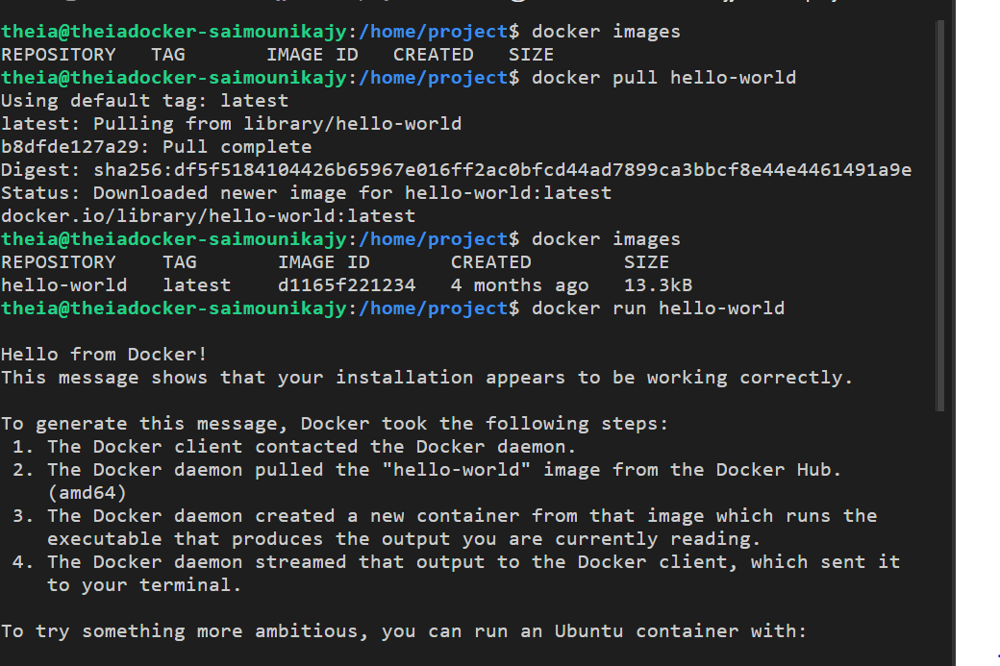 theia@theiadocker-saimounikajy:/home/project$ docker images
REPOSITORY   TAG       IMAGE ID   CREATED   SIZE
theia@theiadocker-saimounikajy:/home/project$ docker pull hello-world
Using default tag: latest
latest: Pulling from library/hello-world
b8dfde127a29: Pull complete
Digest: sha256:df5f5184104426b65967e016ff2ac0bfcd44ad7899ca3bbcf8e44e4461491a9e
Status: Downloaded newer image for hello-world:latest
docker.io/library/hello-world:latest
theia@theiadocker-saimounikajy:/home/project$ docker images
REPOSITORY    TAG       IMAGE ID       CREATED        SIZE
hello-world   latest    d1165f221234   4 months ago   13.3kB
theia@theiadocker-saimounikajy:/home/project$ docker run hello-world
Hello from Docker!
This message shows that your installation appears to be working correctly.
To generate this message, Docker took the following steps:
 1. The Docker client contacted the Docker daemon.
 2. The Docker daemon pulled the "hello-world" image from the Docker Hub.
    (amd64)
 3. The Docker daemon created a new container from that image which runs the
    executable that produces the output you are currently reading.
 4. The Docker daemon streamed that output to the Docker client, which sent it
    to your terminal.
To try something more ambitious, you can run an Ubuntu container with: